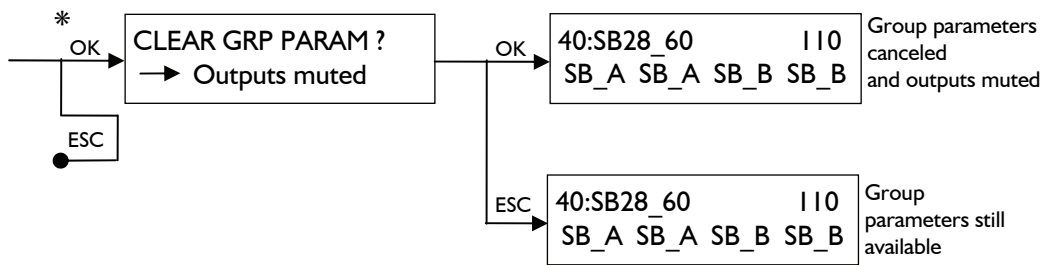 *
OK
CLEAR GRP PARAM ?
Outputs muted
ESC
OK
40:SB28_60 110
SB_A SB_A SB_B SB_B
Group parameters
canceled
and outputs muted
ESC
40:SB28_60 110
SB_A SB_A SB_B SB_B
Group
parameters still
available